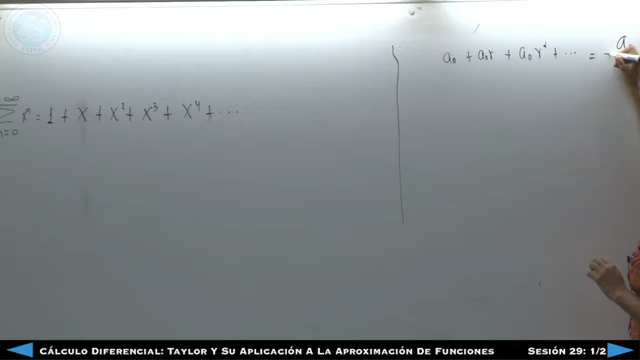 ∑ xⁿ = 1 + x + x² + x³ + x⁴ + ...
n=0
∞
a₀ + a₀r + a₀r² + ... = a
CÁLCULO DIFERENCIAL: TAYLOR Y SU APLICACIÓN A LA APROXIMACIÓN DE FUNCIONES
SESIÓN 29: 1/2